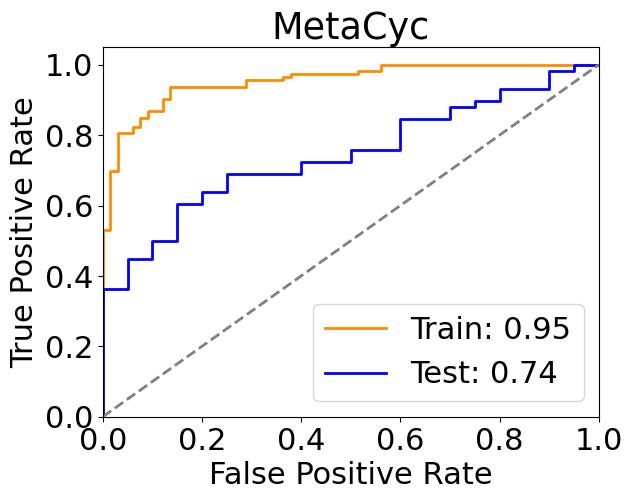 MetaCyc
True Positive Rate
1.0
0.8
0.6
0.4
0.2
0.0
Train: 0.95
Test: 0.74
0.0 0.2 0.4 0.6 0.8 1.0
False Positive Rate